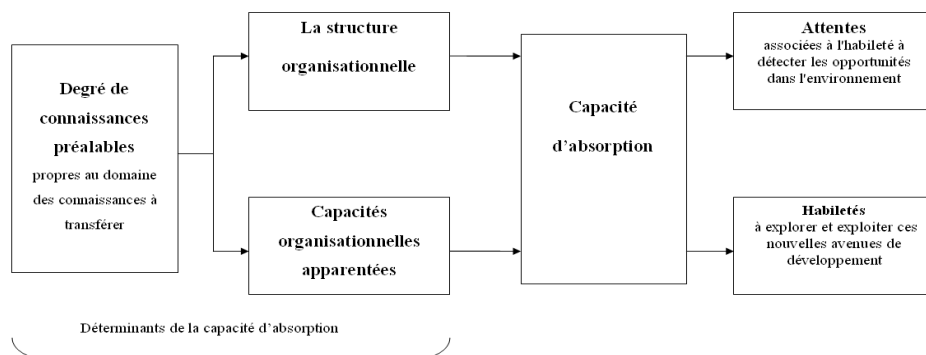 Degré de
connaissances
préalables
propres au domaine
des connaissances à
transférer
La structure
organisationnelle
Capacités
organisationnelles
apparentées
Capacité
d'absorption
Attentes
associées à l'habileté à
détecter les opportunités
dans l'environnement
Habiletés
à explorer et exploiter ces
nouvelles avenues de
développement
Déterminants de la capacité d'absorption